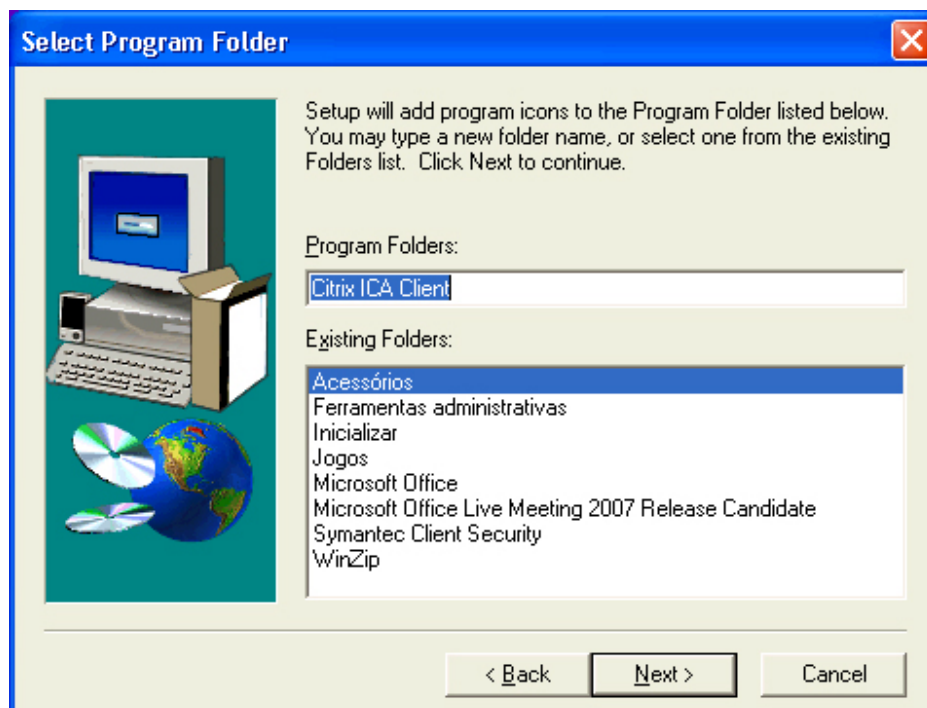 Select Program Folder
Setup will add program icons to the Program Folder listed below.
You may type a new folder name, or select one from the existing
Folders list.  Click Next to continue.
Program Folders:
Citrix ICA Client
Existing Folders:
Acessórios
Ferramentas administrativas
Inicializar
Jogos
Microsoft Office
Microsoft Office Live Meeting 2007 Release Candidate
Symantec Client Security
WinZip
< Back
Next >
Cancel